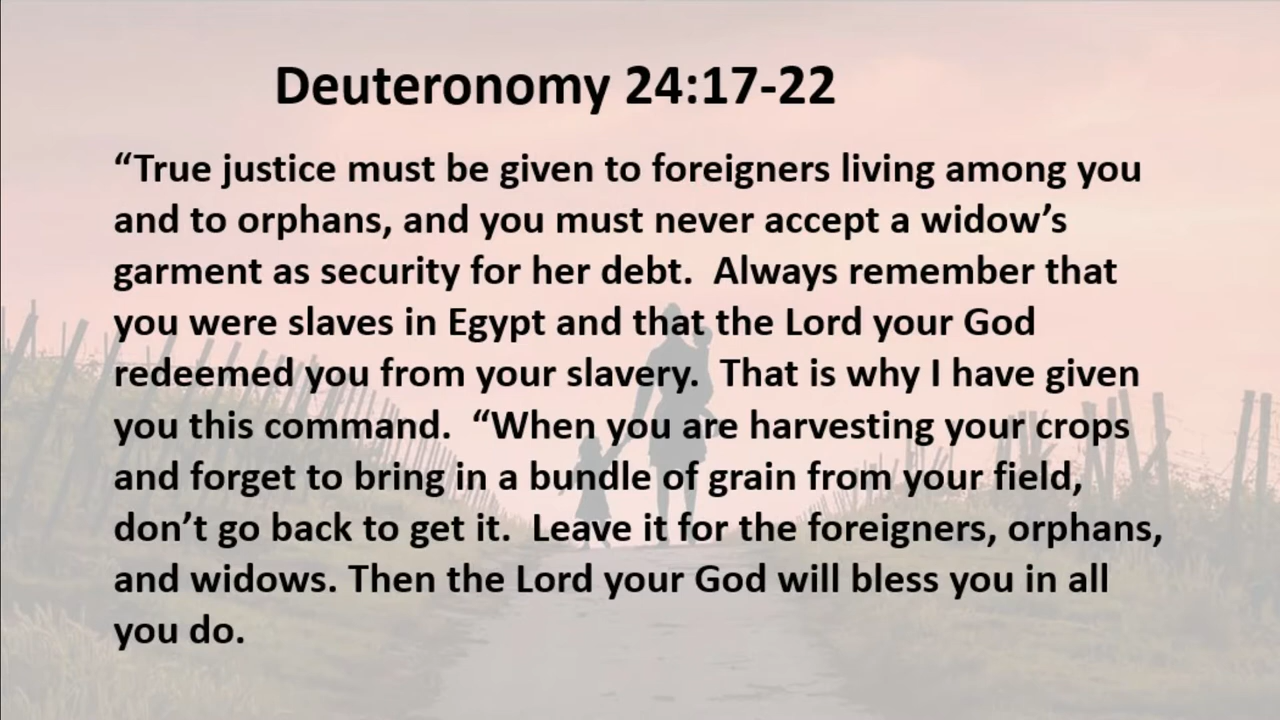 Deuteronomy 24:17-22
“True justice must be given to foreigners living among you
and to orphans, and you must never accept a widow’s
garment as security for her debt.  Always remember that
you were slaves in Egypt and that the Lord your God
redeemed you from your slavery.  That is why I have given
you this command.  “When you are harvesting your crops
and forget to bring in a bundle of grain from your field,
don’t go back to get it.  Leave it for the foreigners, orphans,
and widows. Then the Lord your God will bless you in all
you do.